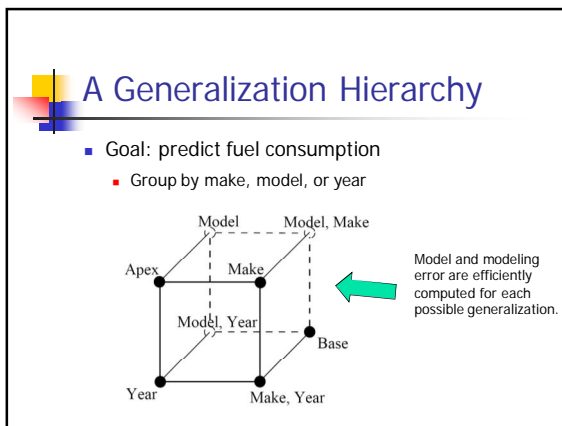 A Generalization Hierarchy
Goal: predict fuel consumption
Group by make, model, or year
Model
Model, Make
Apex
Make
Model and modeling
error are efficiently
computed for each
possible generalization.
Model, Year
Base
Year
Make, Year